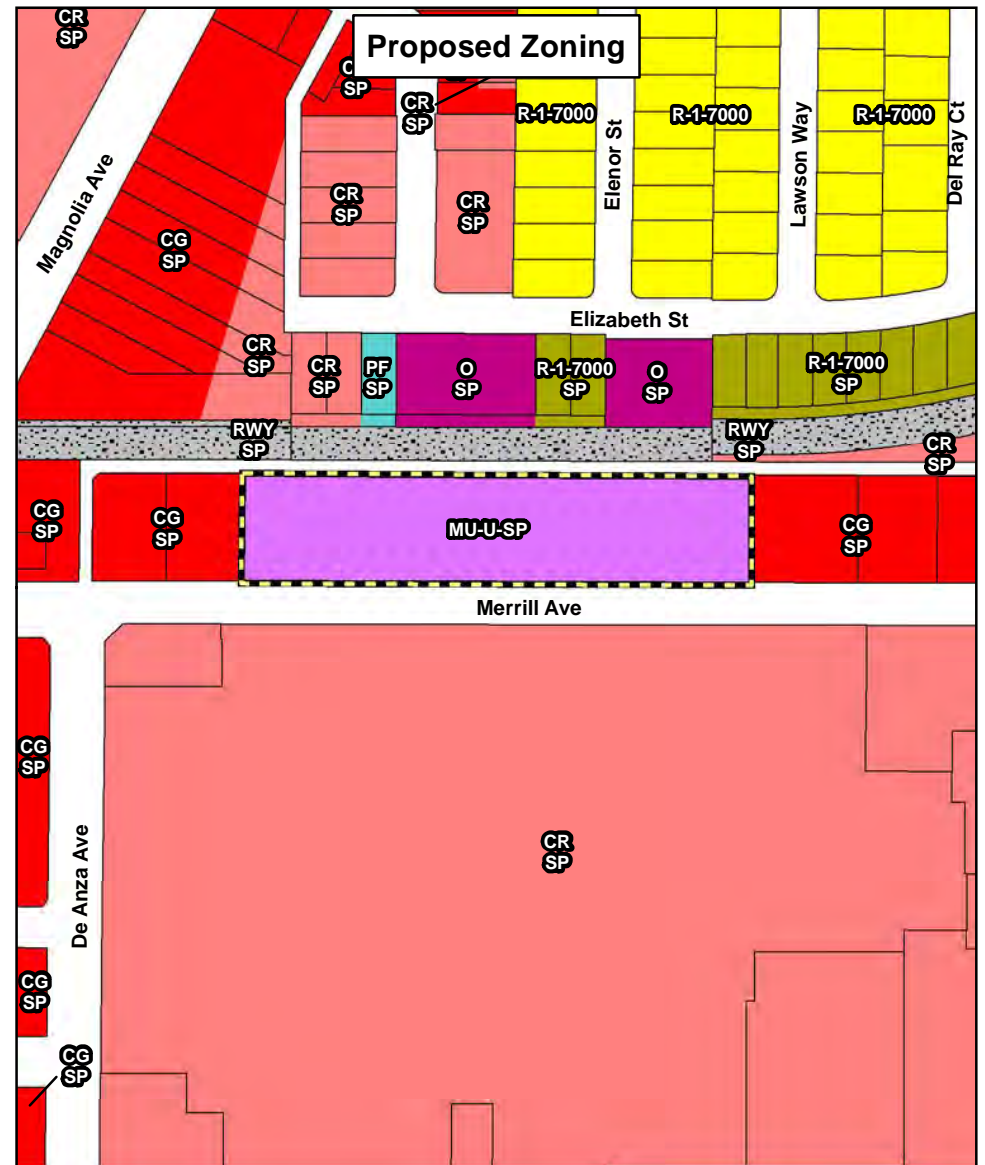 CR
SP
Proposed Zoning
SP
CR
SP
R-1-7000
R-1-7000
R-1-7000
Elenor St
Lawson Way
Del Ray Ct
Magnolia Ave
CR
SP
CR
SP
CG
SP
Elizabeth St
CR
SP
CR
SP
PF
SP
O
SP
R-1-7000
SP
O
SP
R-1-7000
SP
RWY
SP
RWY
SP
CR
SP
CG
SP
CG
SP
MU-U-SP
CG
SP
Merrill Ave
CG
SP
De Anza Ave
CR
SP
CG
SP
CG
SP